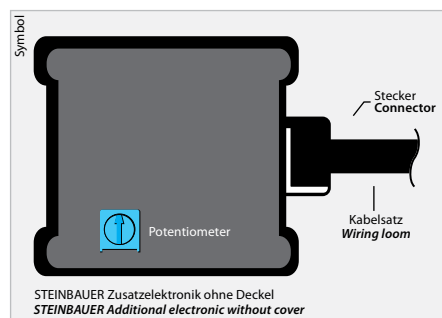 Symbol
Stecker
Connector
Potentiometer
Kabelsatz
Wiring loom
STEINBAUER Zusatzelektronik ohne Deckel
STEINBAUER Additional electronic without cover